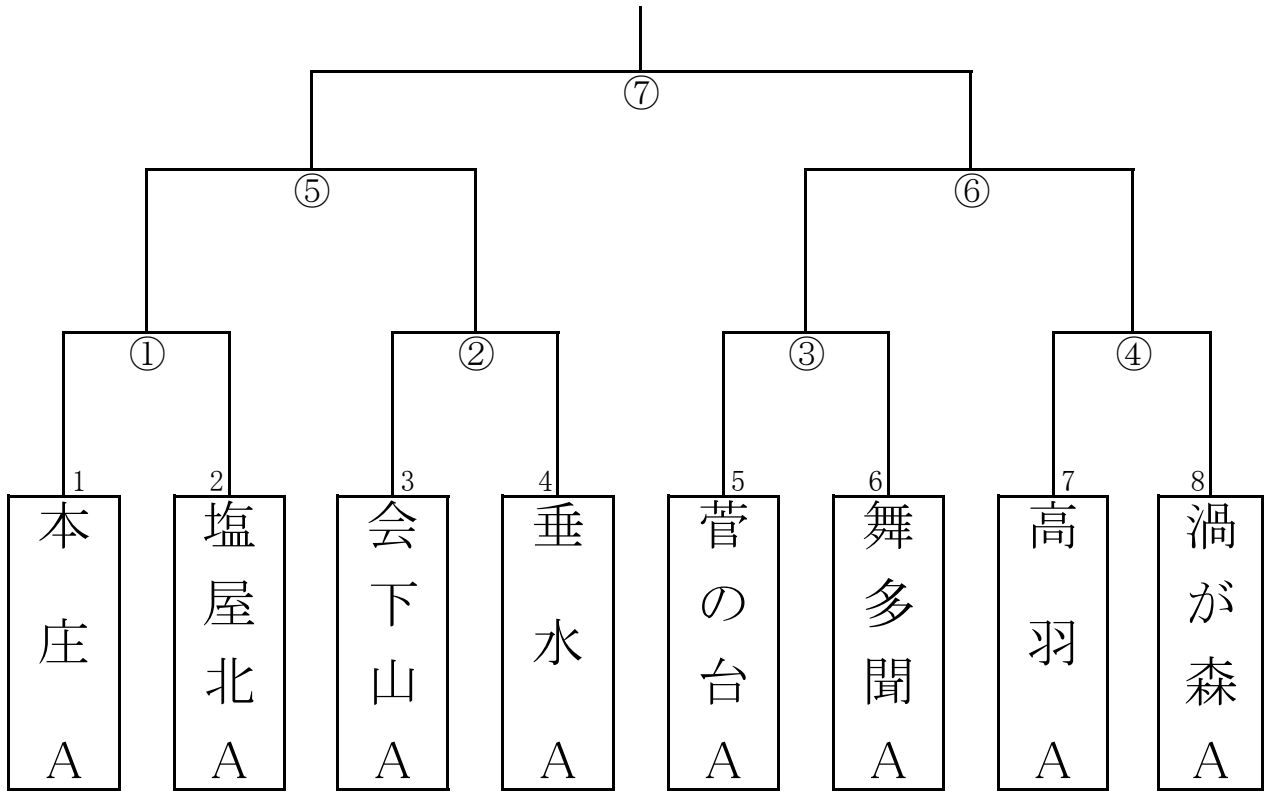 ⑦
⑤ ⑥
① ② ③ ④
1 2 3 4 5 6 7 8
本庄A
塩屋北A
会下山A
垂水A
菅の台A
舞多聞A
高羽A
渦が森A